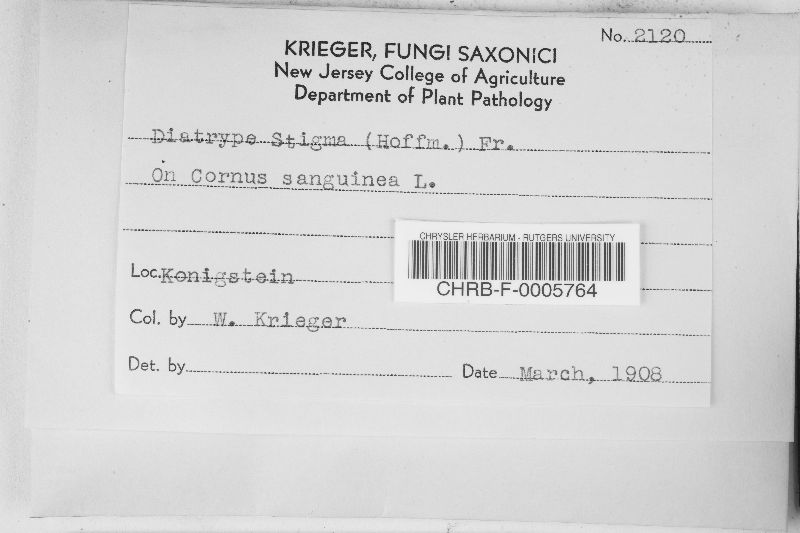 No. 2120
KRIEGER, FUNGI SAXONICI
New Jersey College of Agriculture
Department of Plant Pathology
Diatrype Stigma (Hoffm.) Fr.
On Cornus sanguinea L.
CHRYSLER HERBARIUM - RUTGERS UNIVERSITY
CHRB-F-0005764
Loc. Konigstein
Col. by W. Krieger
Det. by Date March, 1908